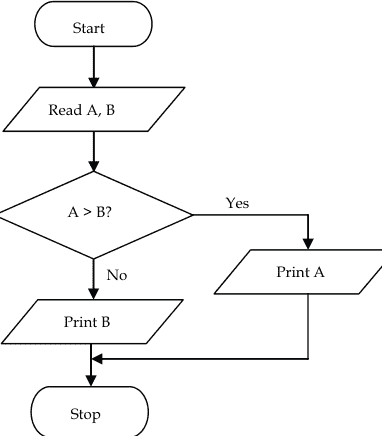 Start
Read A, B
A > B?
Yes
No
Print A
Print B
Stop